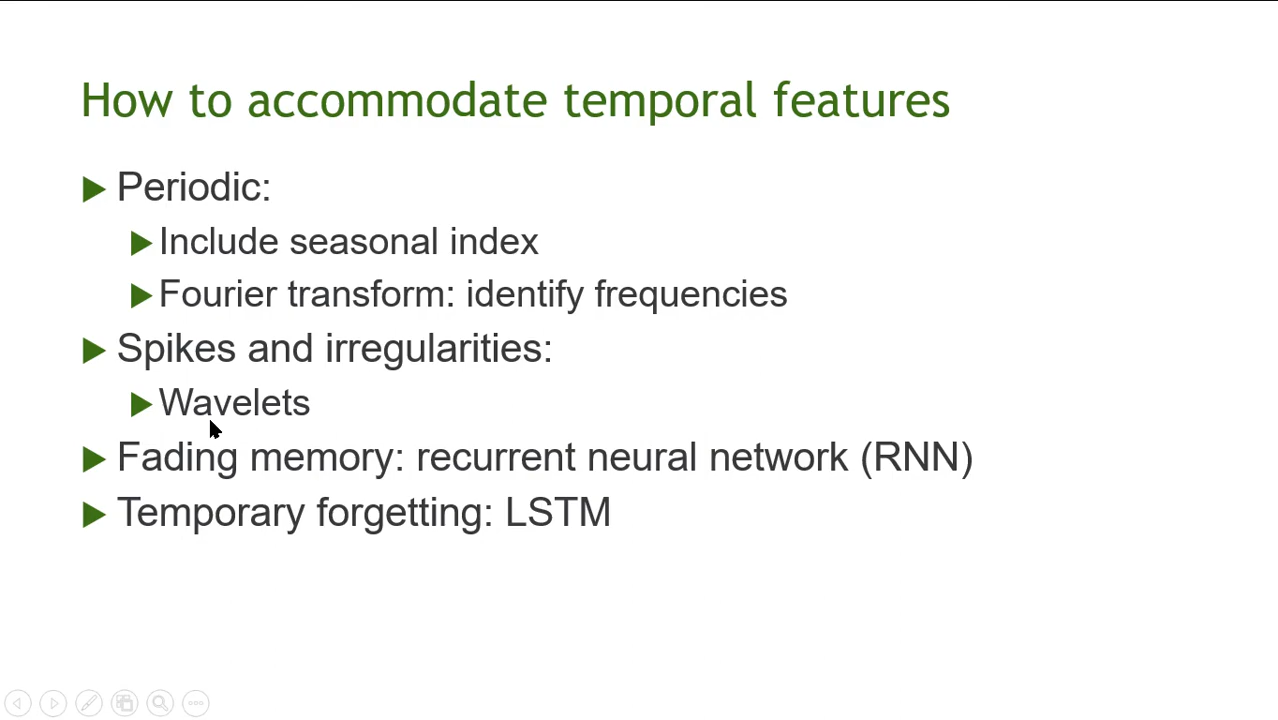 How to accommodate temporal features
Periodic:
Include seasonal index
Fourier transform: identify frequencies
Spikes and irregularities:
Wavelets
Fading memory: recurrent neural network (RNN)
Temporary forgetting: LSTM